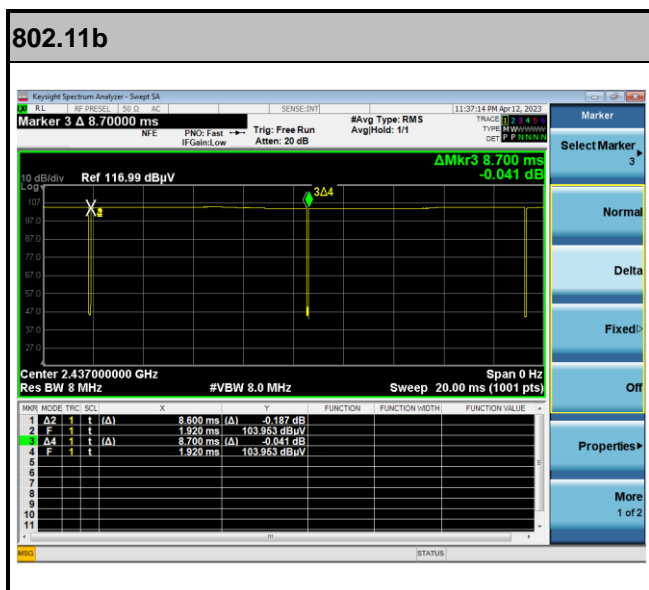 802.11b
Keysight Spectrum Analyzer - Swept SA
RL RF PRESEL 50 Ω AC SENSE:INT 11:37:14 PM Apr 12, 2023
Marker 3 Δ 8.70000 ms
NFE PNO: Fast IFGain:Low Trig: Free Run Atten: 20 dB
#Avg Type: RMS Avg|Hold: 1/1
TRACE 1 2 3 4 5 6
TYPE MWWWWW
DET P P N N N N
ΔMkr3 8.700 ms
-0.041 dB
10 dB/div Ref 116.99 dBµV
Log
3Δ4
107
97.0
87.0
77.0
67.0
57.0
47.0
37.0
27.0
Center 2.437000000 GHz Span 0 Hz
Res BW 8 MHz #VBW 8.0 MHz Sweep 20.00 ms (1001 pts)
MKR MODE TRC SCL X Y FUNCTION FUNCTION WIDTH FUNCTION VALUE
1 Δ2 1 t (Δ) 8.600 ms (Δ) -0.187 dB
2 F 1 t 1.920 ms 103.953 dBµV
3 Δ4 1 t (Δ) 8.700 ms (Δ) -0.041 dB
4 F 1 t 1.920 ms 103.953 dBµV
5
6
7
8
9
10
11
MSG STATUS
Marker
Select Marker
3
Normal
Delta
Fixed
Off
Properties
More
1 of 2